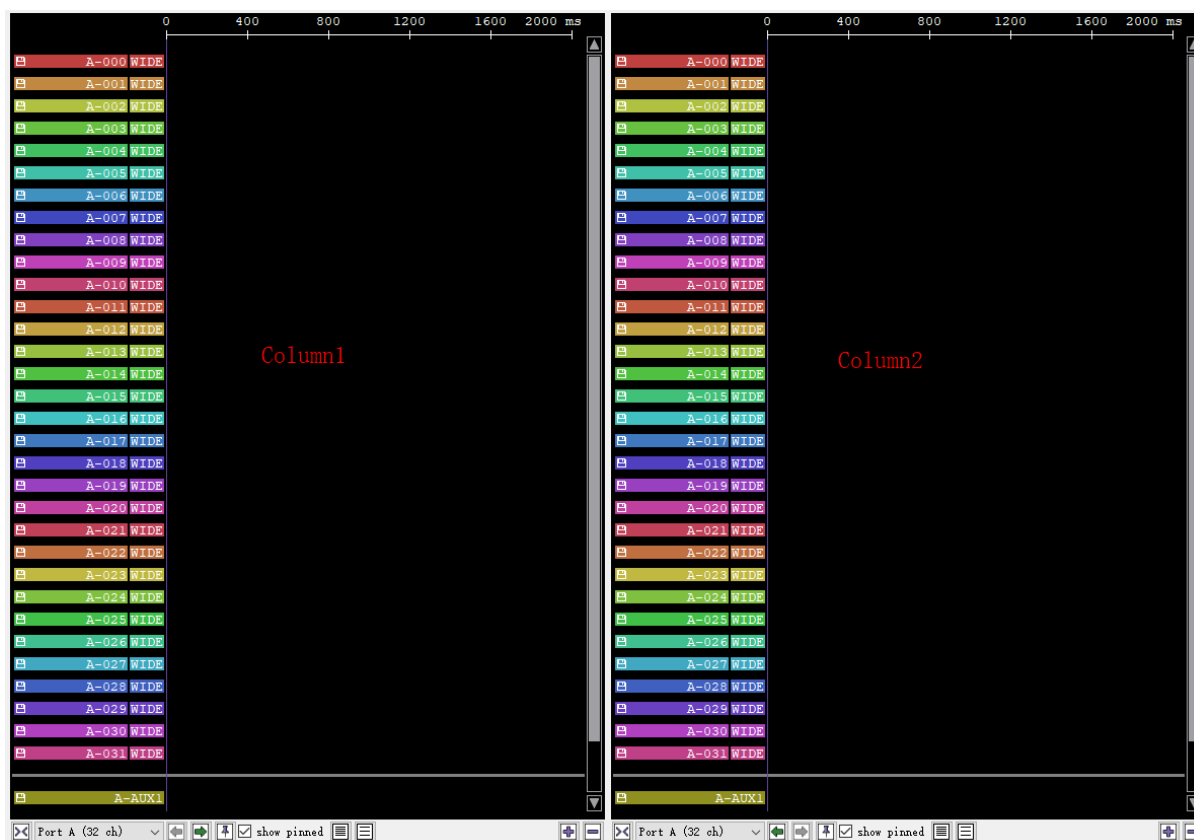 0 400 800 1200 1600 2000 ms
A-000 WIDE
A-001 WIDE
A-002 WIDE
A-003 WIDE
A-004 WIDE
A-005 WIDE
A-006 WIDE
A-007 WIDE
A-008 WIDE
A-009 WIDE
A-010 WIDE
A-011 WIDE
A-012 WIDE
A-013 WIDE
Column1
A-014 WIDE
A-015 WIDE
A-016 WIDE
A-017 WIDE
A-018 WIDE
A-019 WIDE
A-020 WIDE
A-021 WIDE
A-022 WIDE
A-023 WIDE
A-024 WIDE
A-025 WIDE
A-026 WIDE
A-027 WIDE
A-028 WIDE
A-029 WIDE
A-030 WIDE
A-031 WIDE
A-AUX1
Port A (32 ch) show pinned
0 400 800 1200 1600 2000 ms
A-000 WIDE
A-001 WIDE
A-002 WIDE
A-003 WIDE
A-004 WIDE
A-005 WIDE
A-006 WIDE
A-007 WIDE
A-008 WIDE
A-009 WIDE
A-010 WIDE
A-011 WIDE
A-012 WIDE
A-013 WIDE
Column2
A-014 WIDE
A-015 WIDE
A-016 WIDE
A-017 WIDE
A-018 WIDE
A-019 WIDE
A-020 WIDE
A-021 WIDE
A-022 WIDE
A-023 WIDE
A-024 WIDE
A-025 WIDE
A-026 WIDE
A-027 WIDE
A-028 WIDE
A-029 WIDE
A-030 WIDE
A-031 WIDE
A-AUX1
Port A (32 ch) show pinned